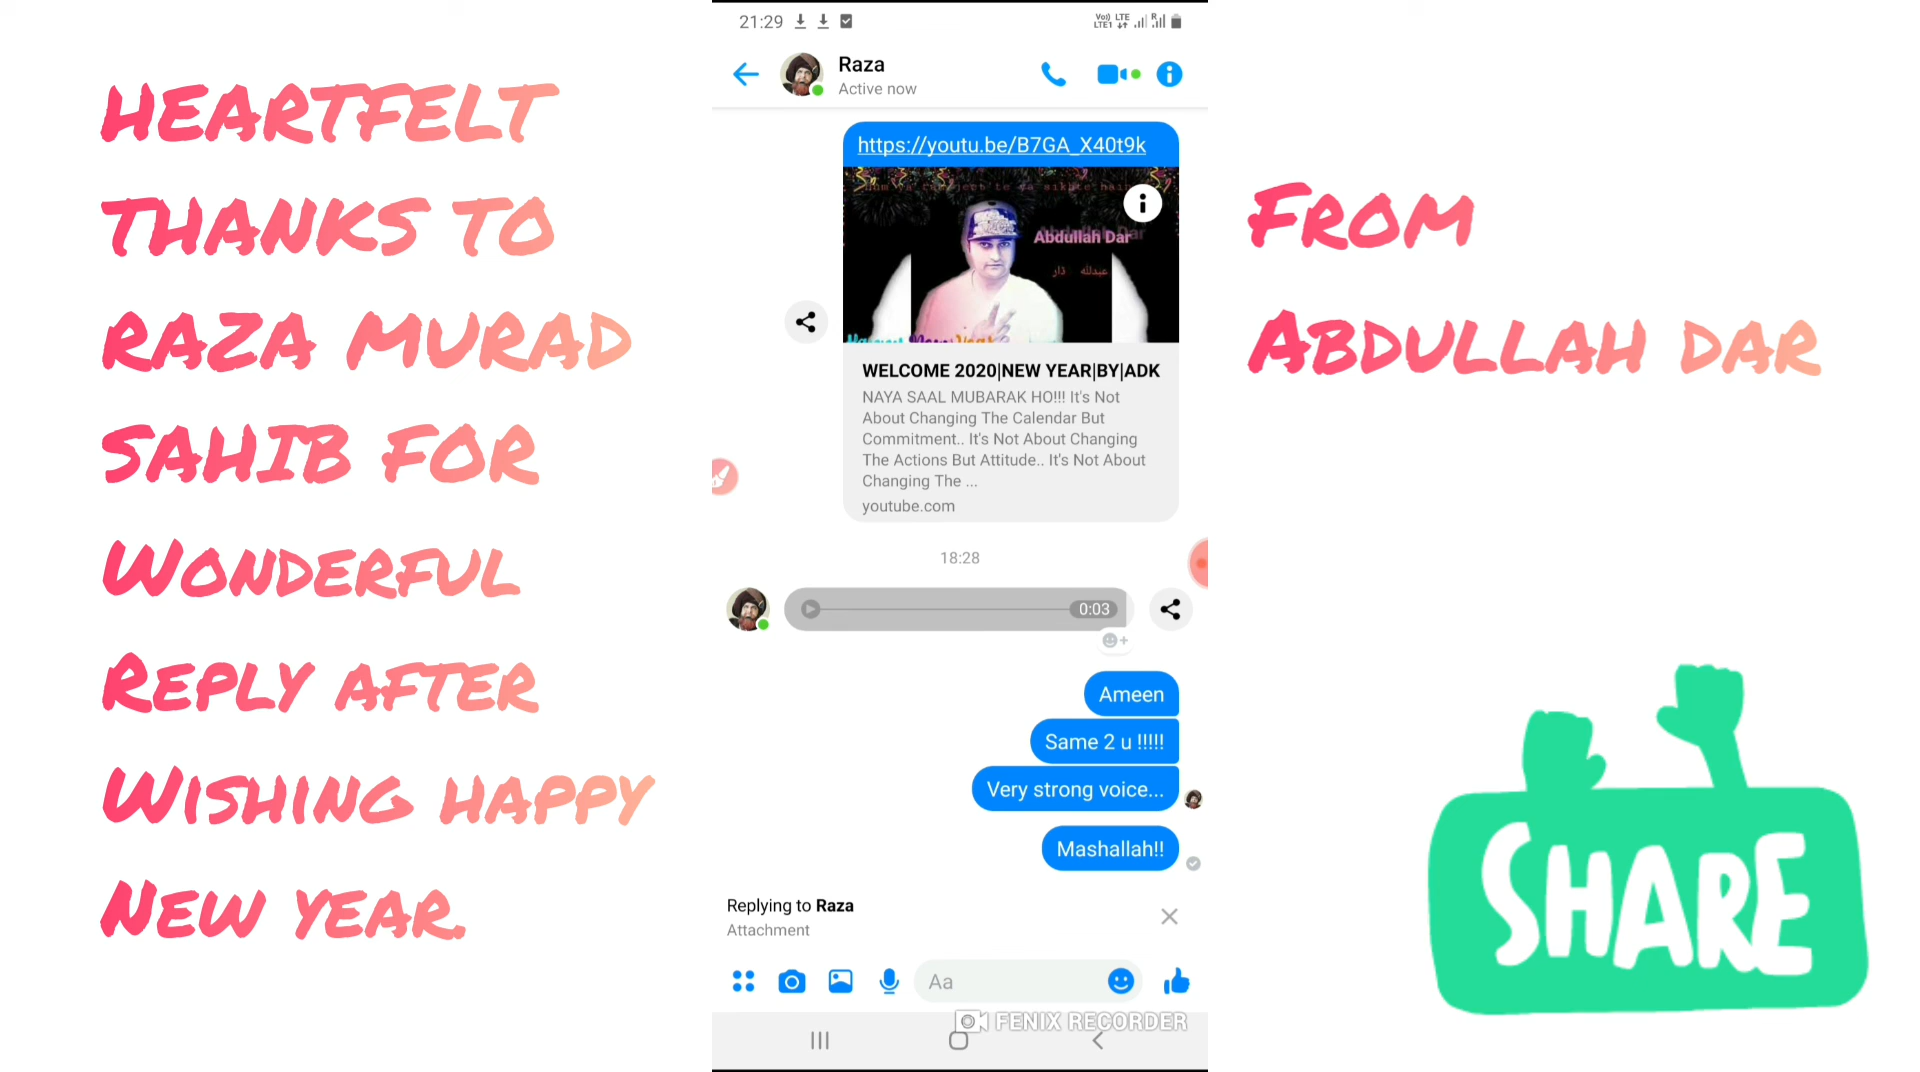 HEARTFELT
THANKS TO
RAZA MURAD
SAHIB FOR
WONDERFUL
REPLY AFTER
WISHING HAPPY
NEW YEAR.
21:29
Raza
Active now
https://youtu.be/B7GA_X40t9k
Abdullah Dar
عبدللہ ڈار
WELCOME 2020|NEW YEAR|BY|ADK
NAYA SAAL MUBARAK HO!!! It's Not
About Changing The Calendar But
Commitment.. It's Not About Changing
The Actions But Attitude.. It's Not About
Changing The ...
youtube.com
18:28
0:03
Ameen
Same 2 u !!!!!
Very strong voice...
Mashallah!!
Replying to Raza
Attachment
Aa
FENIX RECORDER
FROM
ABDULLAH DAR
SHARE